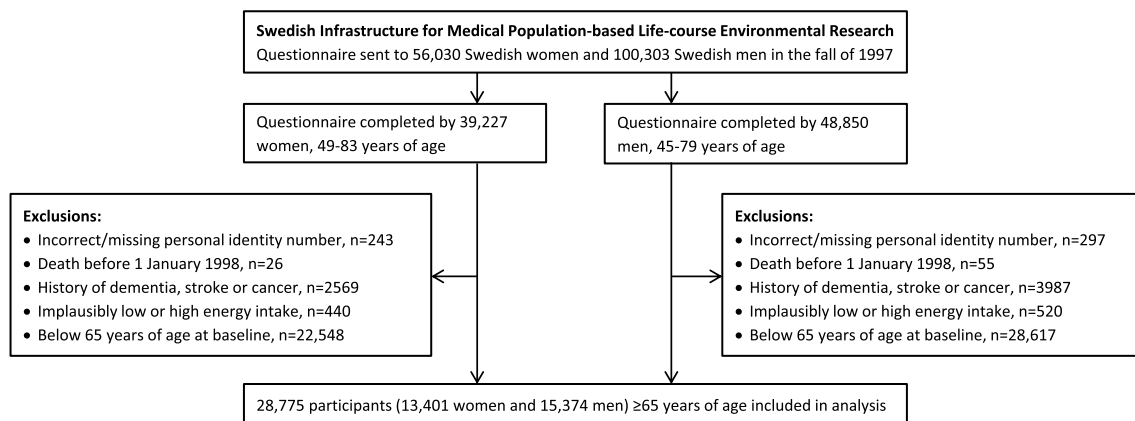 Swedish Infrastructure for Medical Population-based Life-course Environmental Research
Questionnaire sent to 56,030 Swedish women and 100,303 Swedish men in the fall of 1997
Questionnaire completed by 39,227
women, 49-83 years of age
Questionnaire completed by 48,850
men, 45-79 years of age
Exclusions:
• Incorrect/missing personal identity number, n=243
• Death before 1 January 1998, n=26
• History of dementia, stroke or cancer, n=2569
• Implausibly low or high energy intake, n=440
• Below 65 years of age at baseline, n=22,548
Exclusions:
• Incorrect/missing personal identity number, n=297
• Death before 1 January 1998, n=55
• History of dementia, stroke or cancer, n=3987
• Implausibly low or high energy intake, n=520
• Below 65 years of age at baseline, n=28,617
28,775 participants (13,401 women and 15,374 men) ≥65 years of age included in analysis